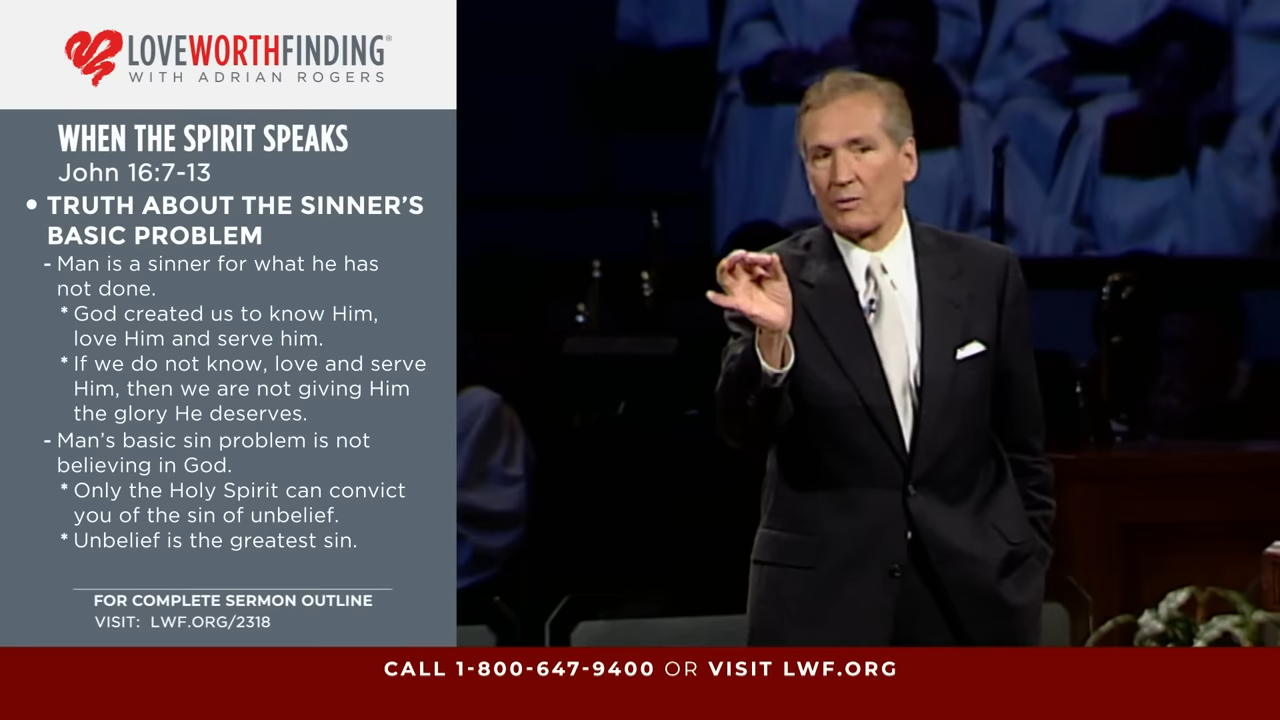 LOVEWORTHFINDING®
WITH ADRIAN ROGERS
WHEN THE SPIRIT SPEAKS
John 16:7-13
• TRUTH ABOUT THE SINNER'S
BASIC PROBLEM
- Man is a sinner for what he has
not done.
* God created us to know Him,
love Him and serve him.
* If we do not know, love and serve
Him, then we are not giving Him
the glory He deserves.
- Man's basic sin problem is not
believing in God.
* Only the Holy Spirit can convict
you of the sin of unbelief.
* Unbelief is the greatest sin.
FOR COMPLETE SERMON OUTLINE
VISIT: LWF.ORG/2318
CALL 1-800-647-9400 OR VISIT LWF.ORG